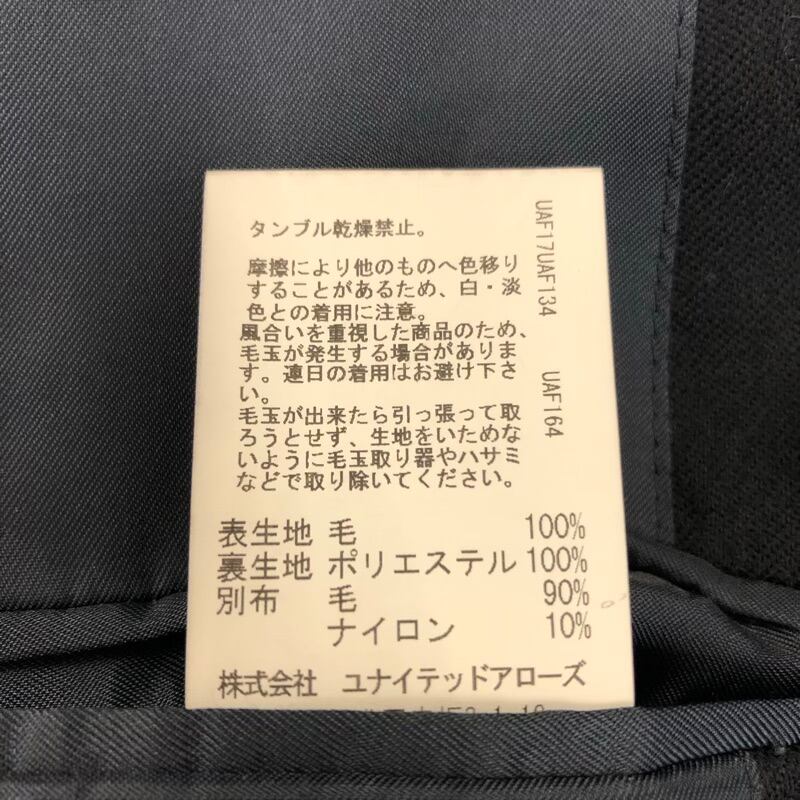 タンブル乾燥禁止。
摩擦により他のものへ色移り
することがあるため、白・淡
色との着用に注意。
風合いを重視した商品のため、
毛玉が発生する場合がありま
す。連日の着用はお避け下さ
い。
毛玉が出来たら引っ張って取
ろうとせず、生地をいためな
いように毛玉取り器やハサミ
などで取り除いてください。
表生地 毛 100%
裏生地 ポリエステル 100%
別布 毛 90%
ナイロン 10%
株式会社 ユナイテッドアローズ
UAF17UAF134
UAF164